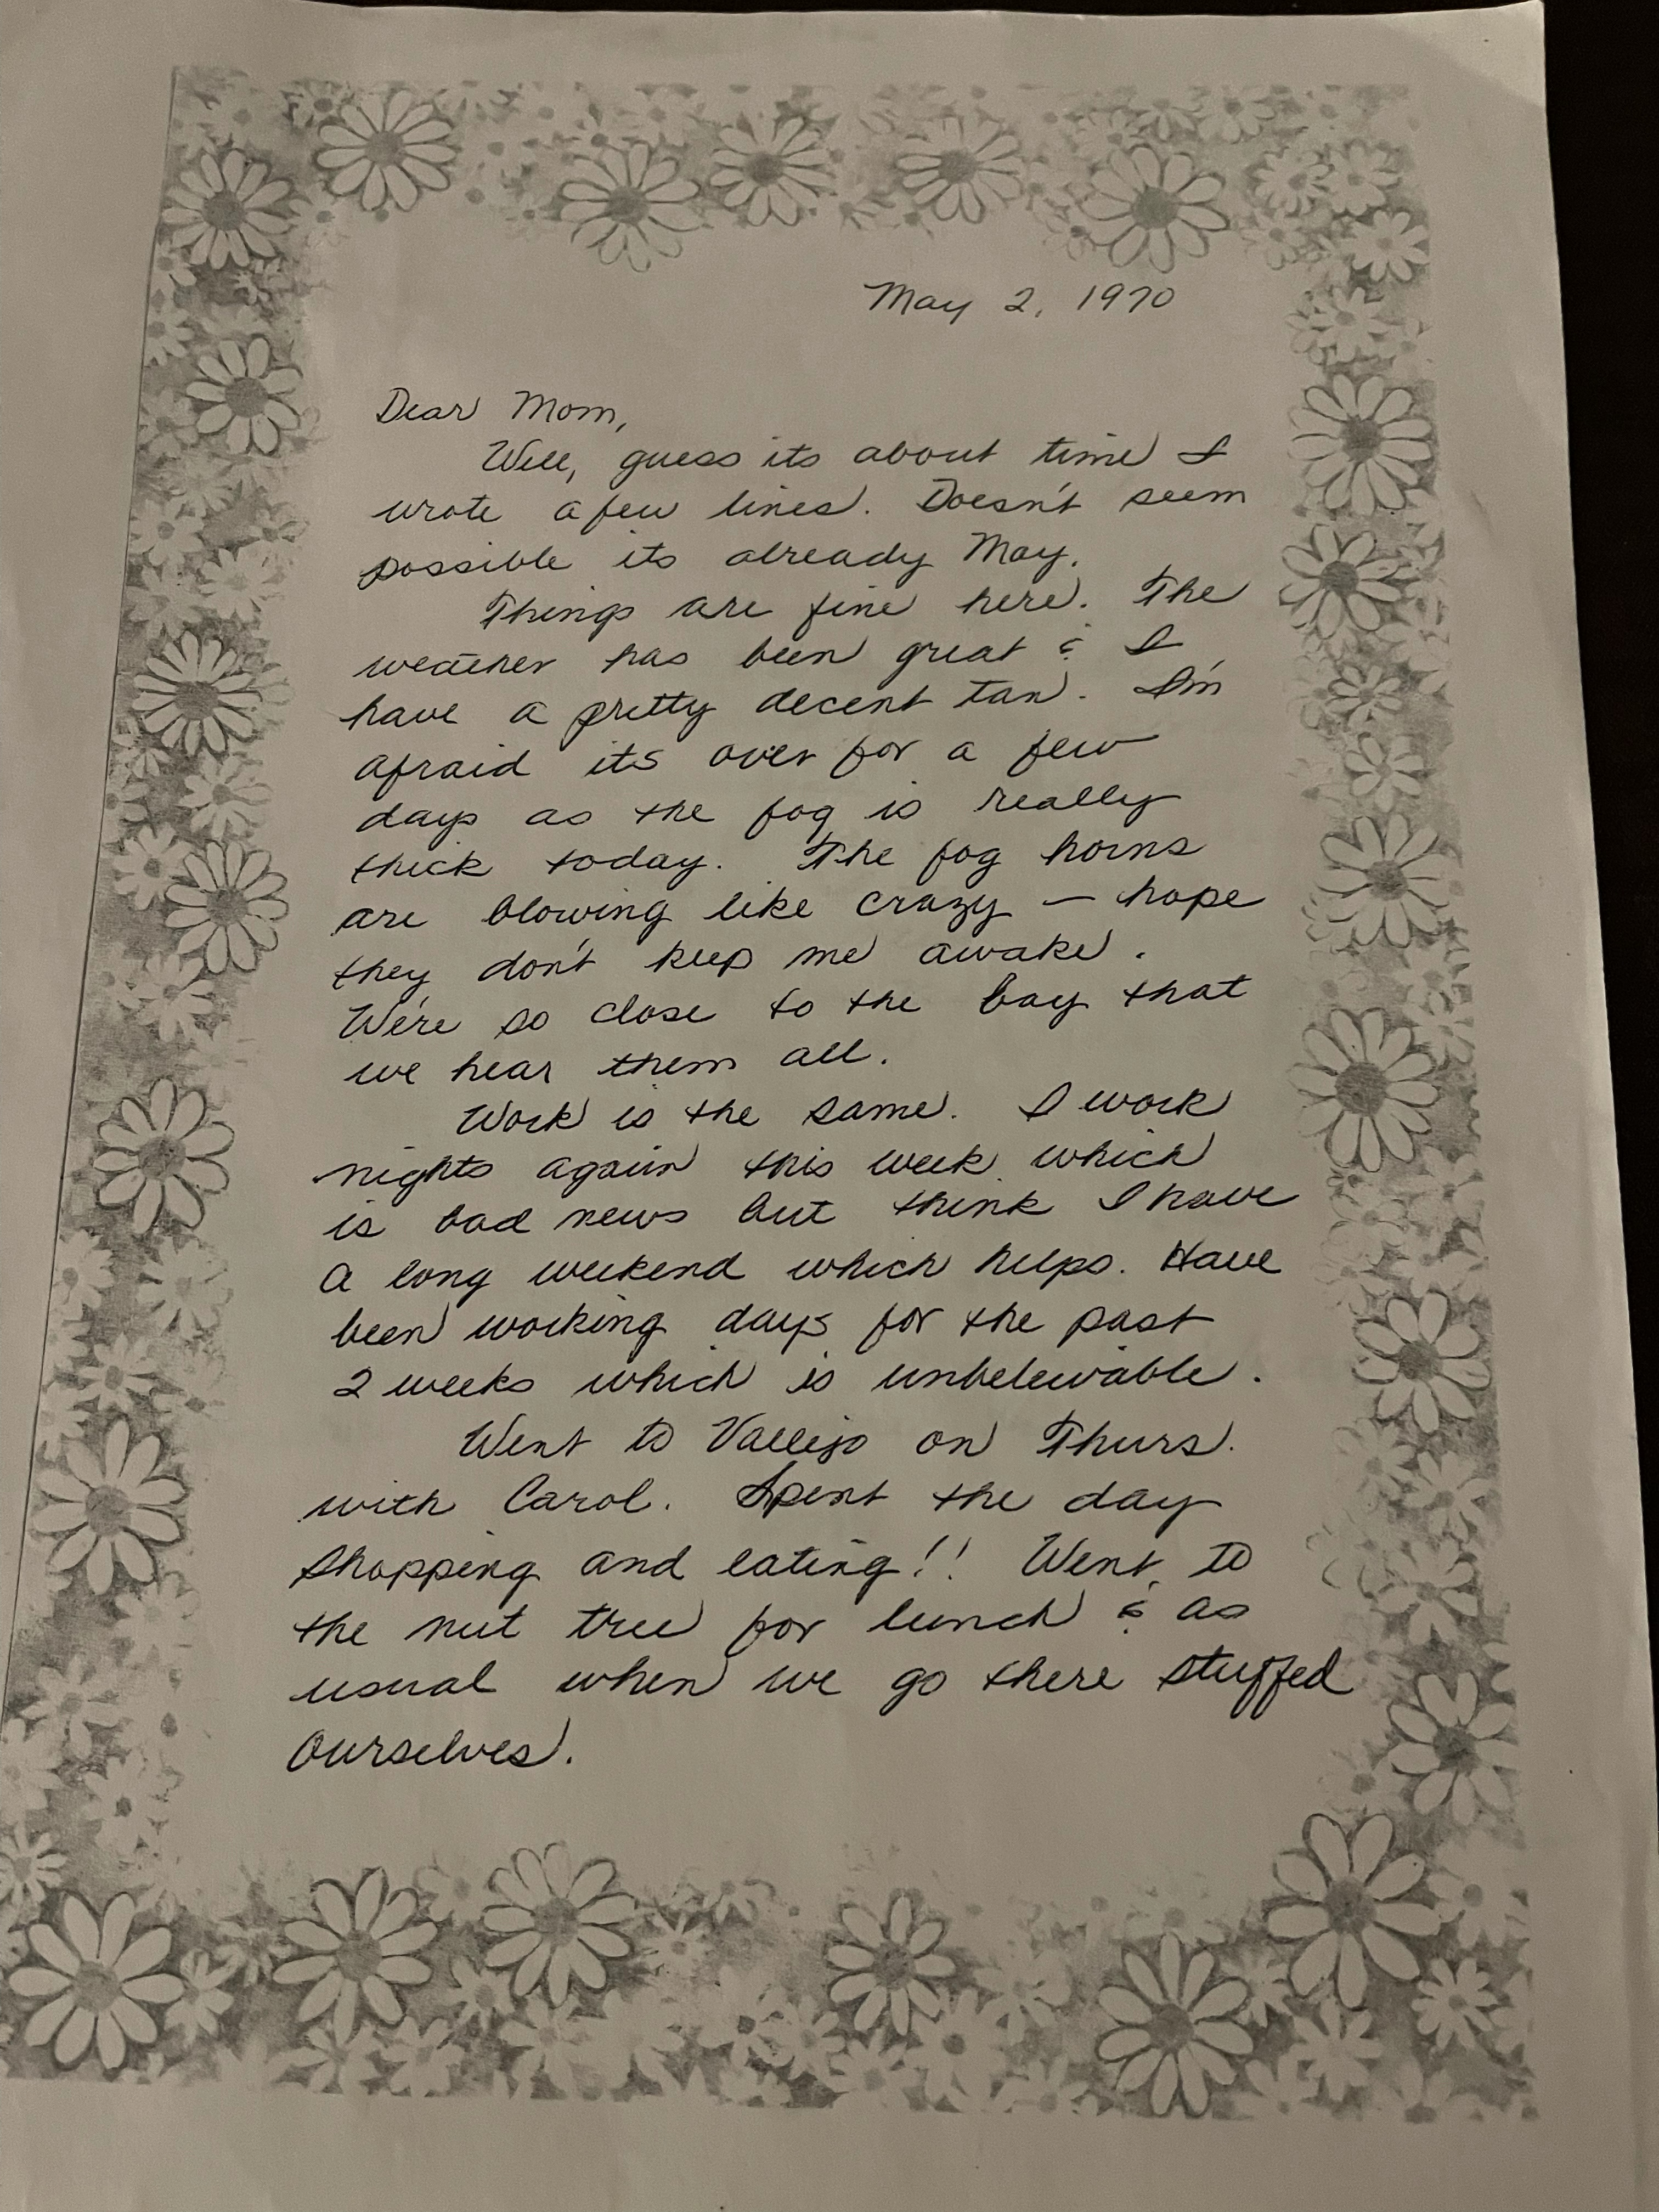 May 2, 1970
Dear Mom,
Well, guess its about time I
wrote a few lines. Doesn't seem
possible its already May.
Things are fine here. The
weather has been great & I
have a pretty decent tan. I'm
afraid its over for a few
days as the fog is really
thick today. The fog horns
are blowing like crazy – hope
they don't keep me awake.
We're so close to the bay that
we hear them all.
Work is the same. I work
nights again this week which
is bad news but think I have
a long weekend which helps. Have
been working days for the past
2 weeks which is unbeleivable.
Went to Vallejo on Thurs.
with Carol. Spent the day
shopping and eating!! Went to
the nut tree for lunch & as
usual when we go there stuffed
ourselves.